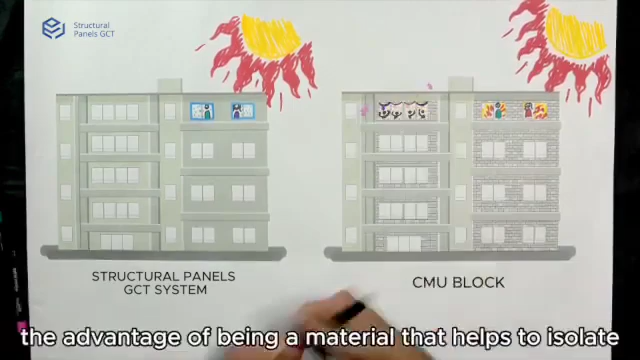 Structural
Panels GCT
STRUCTURAL PANELS
GCT SYSTEM
CMU BLOCK
the advantage of being a material that helps to isolate